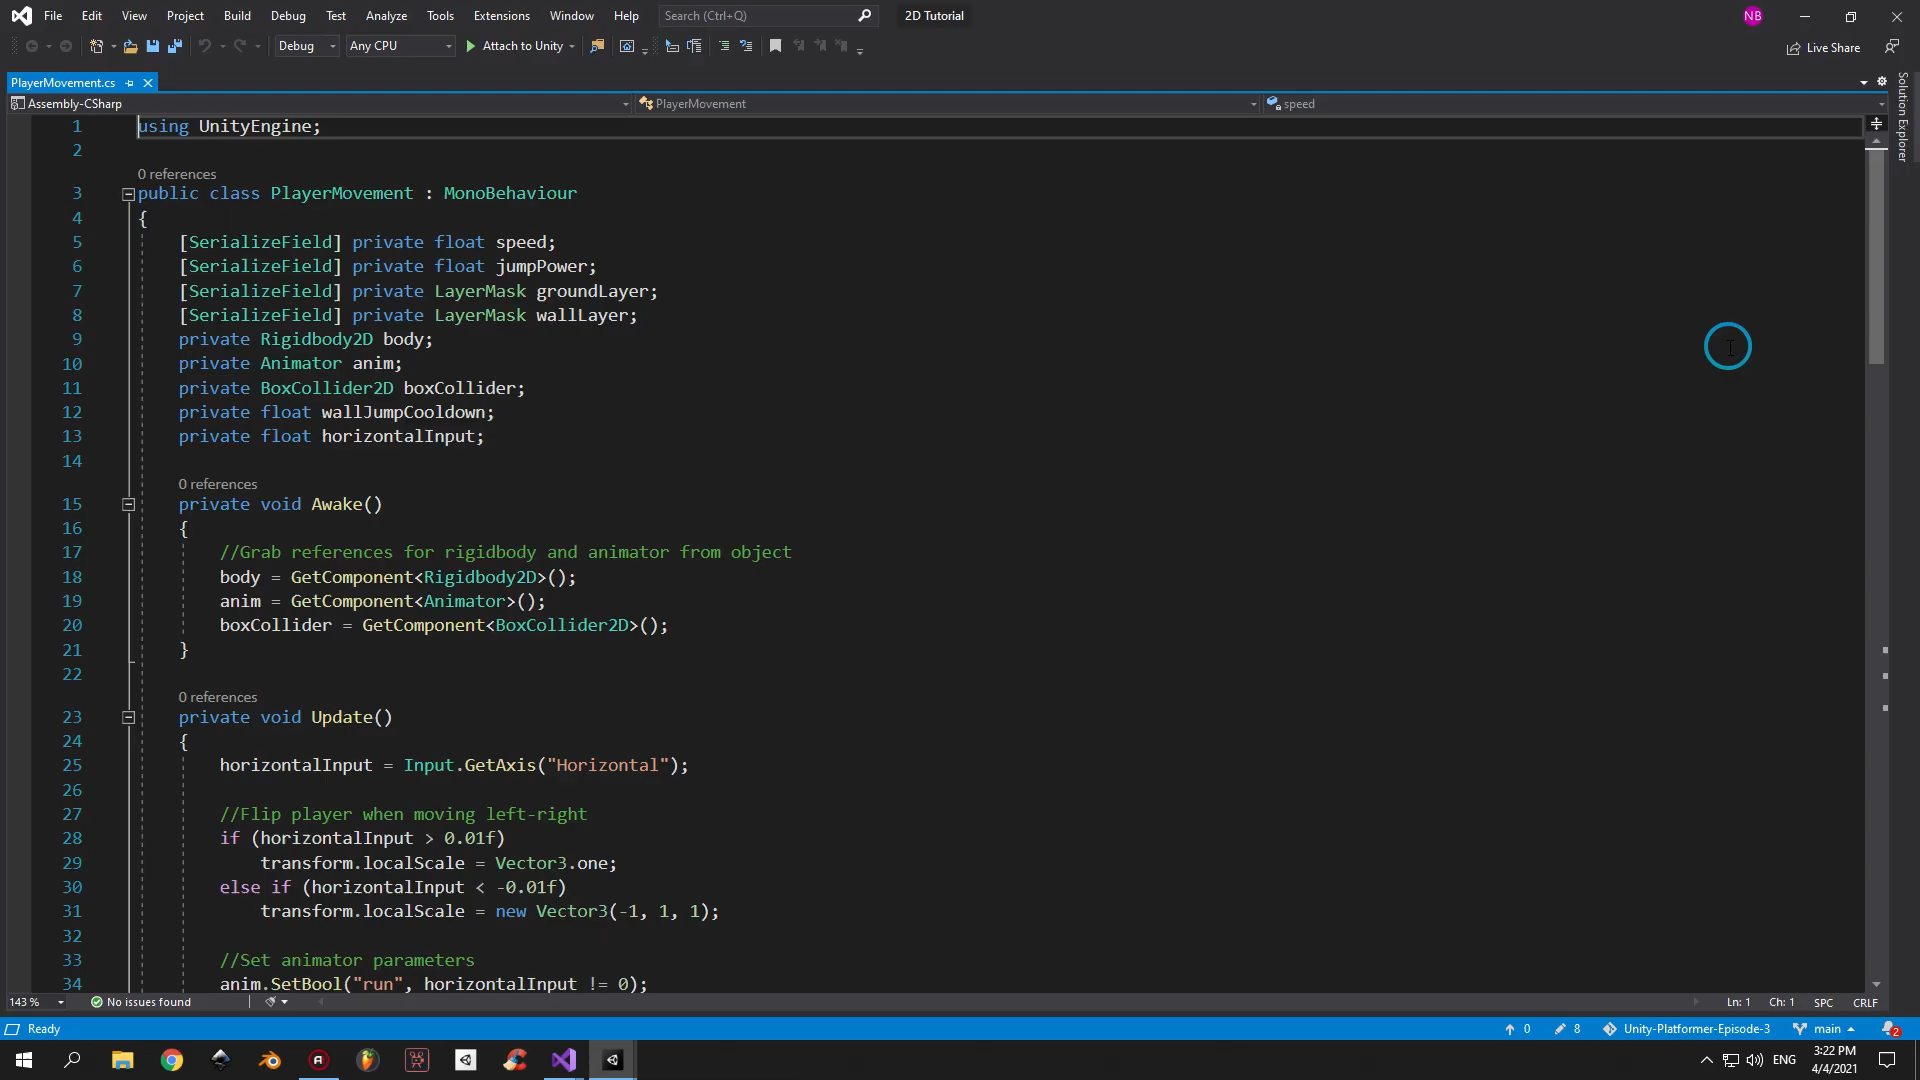 File Edit View Project Build Debug Test Analyze Tools Extensions Window Help Search (Ctrl+Q) 2D Tutorial NB
Debug Any CPU Attach to Unity Live Share
PlayerMovement.cs
Assembly-CSharp PlayerMovement speed
Solution Explorer
1 using UnityEngine;
2
0 references
3 public class PlayerMovement : MonoBehaviour
4 {
5 [SerializeField] private float speed;
6 [SerializeField] private float jumpPower;
7 [SerializeField] private LayerMask groundLayer;
8 [SerializeField] private LayerMask wallLayer;
9 private Rigidbody2D body;
10 private Animator anim;
11 private BoxCollider2D boxCollider;
12 private float wallJumpCooldown;
13 private float horizontalInput;
14
0 references
15 private void Awake()
16 {
17 //Grab references for rigidbody and animator from object
18 body = GetComponent<Rigidbody2D>();
19 anim = GetComponent<Animator>();
20 boxCollider = GetComponent<BoxCollider2D>();
21 }
22
0 references
23 private void Update()
24 {
25 horizontalInput = Input.GetAxis("Horizontal");
26
27 //Flip player when moving left-right
28 if (horizontalInput > 0.01f)
29 transform.localScale = Vector3.one;
30 else if (horizontalInput < -0.01f)
31 transform.localScale = new Vector3(-1, 1, 1);
32
33 //Set animator parameters
34 anim.SetBool("run", horizontalInput != 0);
143 % No issues found Ln: 1 Ch: 1 SPC CRLF
Ready 0 8 Unity-Platformer-Episode-3 main 2
ENG 3:22 PM
4/4/2021